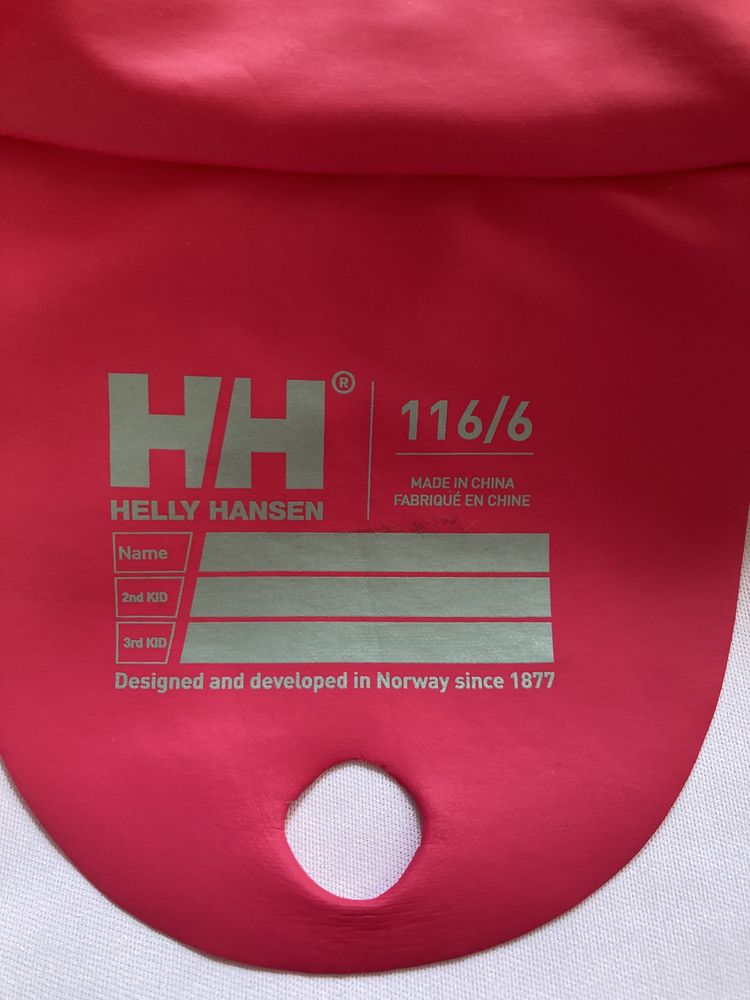 HH®
HELLY HANSEN
116/6
MADE IN CHINA
FABRIQUÉ EN CHINE
Name
2nd KID
3rd KID
Designed and developed in Norway since 1877